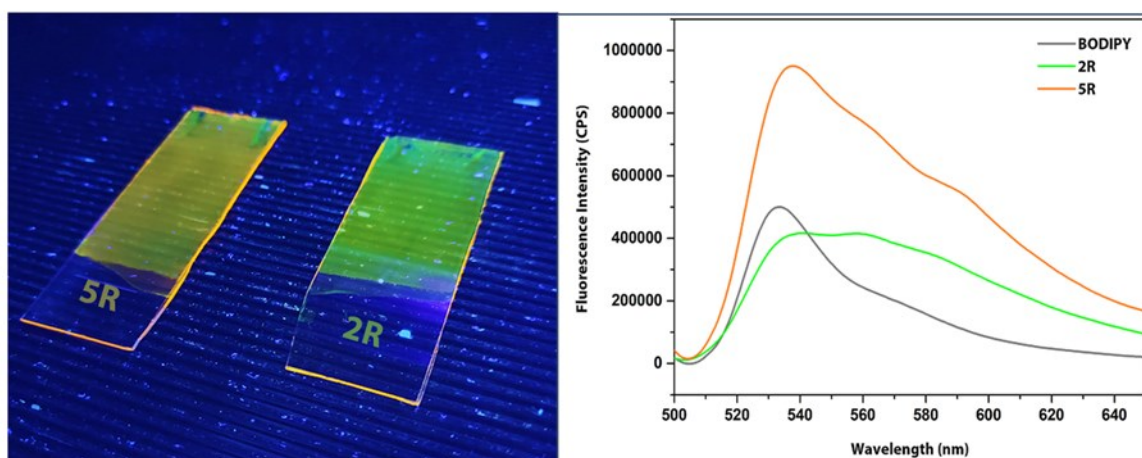 5R
2R
Fluorescence Intensity (CPS)
1000000
800000
600000
400000
200000
0
BODIPY
2R
5R
500 520 540 560 580 600 620 640
Wavelength (nm)